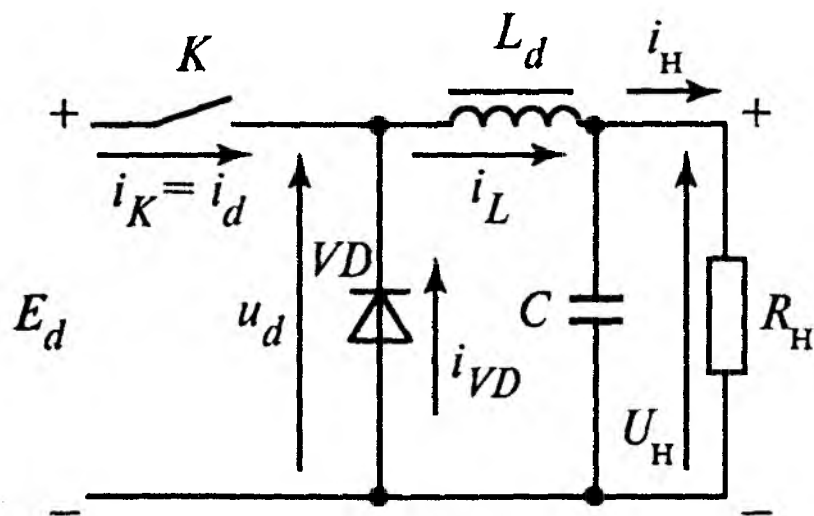 K
L_d
i_н
+
+
i_K = i_d
i_L
VD
E_d
u_d
C
R_н
i_VD
U_н
−
−